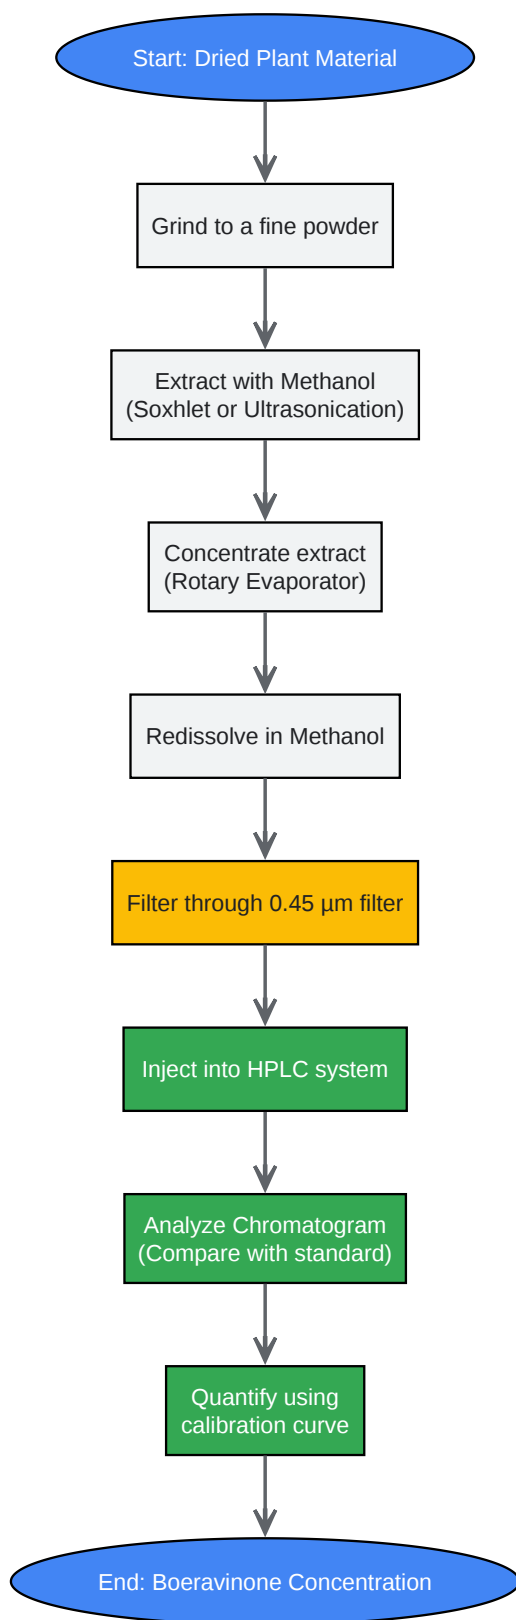 Start: Dried Plant Material
Grind to a fine powder
Extract with Methanol
(Soxhlet or Ultrasonication)
Concentrate extract
(Rotary Evaporator)
Redissolve in Methanol
Filter through 0.45 µm filter
Inject into HPLC system
Analyze Chromatogram
(Compare with standard)
Quantify using
calibration curve
End: Boeravinone Concentration